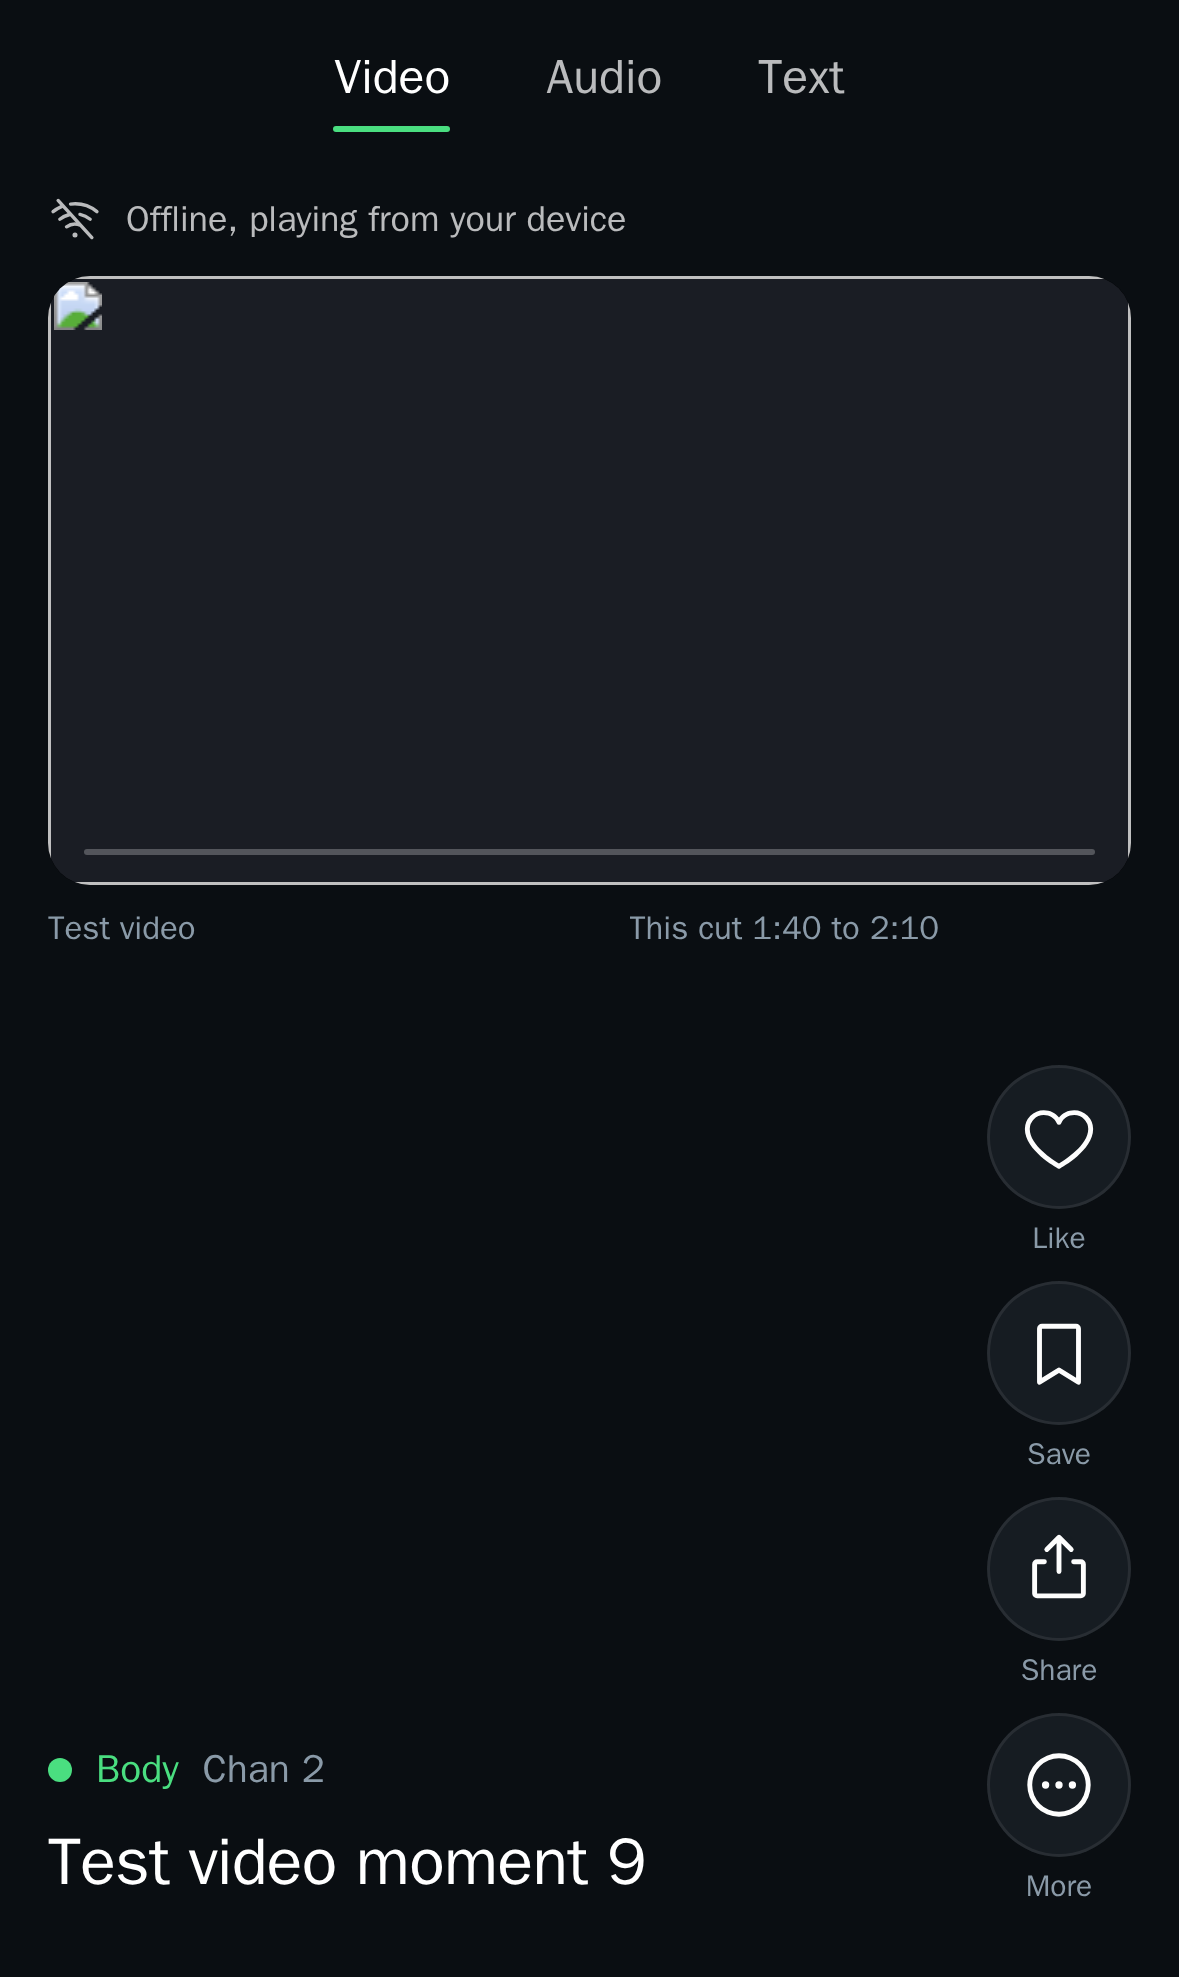 Video Audio Text
Offline, playing from your device
Test video This cut 1:40 to 2:10
Like
Save
Share
Body Chan 2
Test video moment 9
More